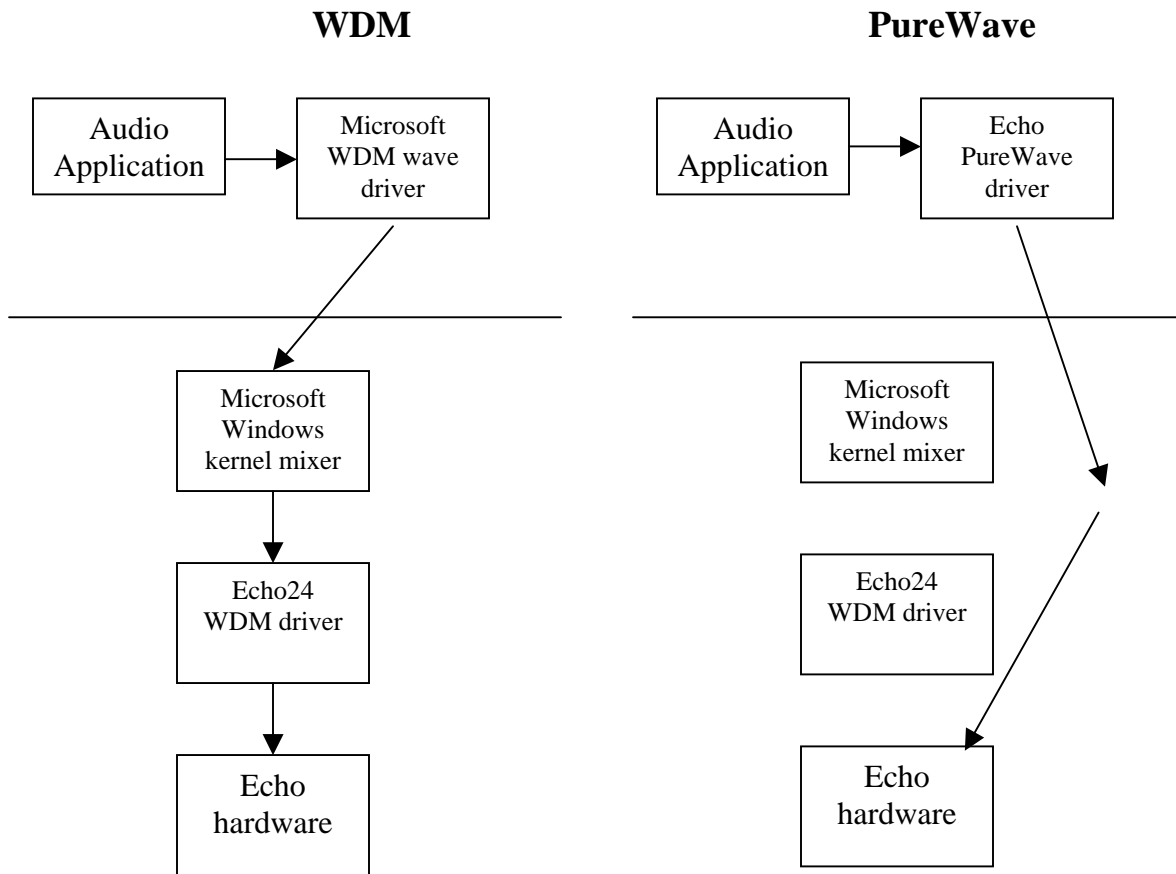 WDM
PureWave
Audio
Application
Microsoft
WDM wave
driver
Audio
Application
Echo
PureWave
driver
Microsoft
Windows
kernel mixer
Microsoft
Windows
kernel mixer
Echo24
WDM driver
Echo24
WDM driver
Echo
hardware
Echo
hardware